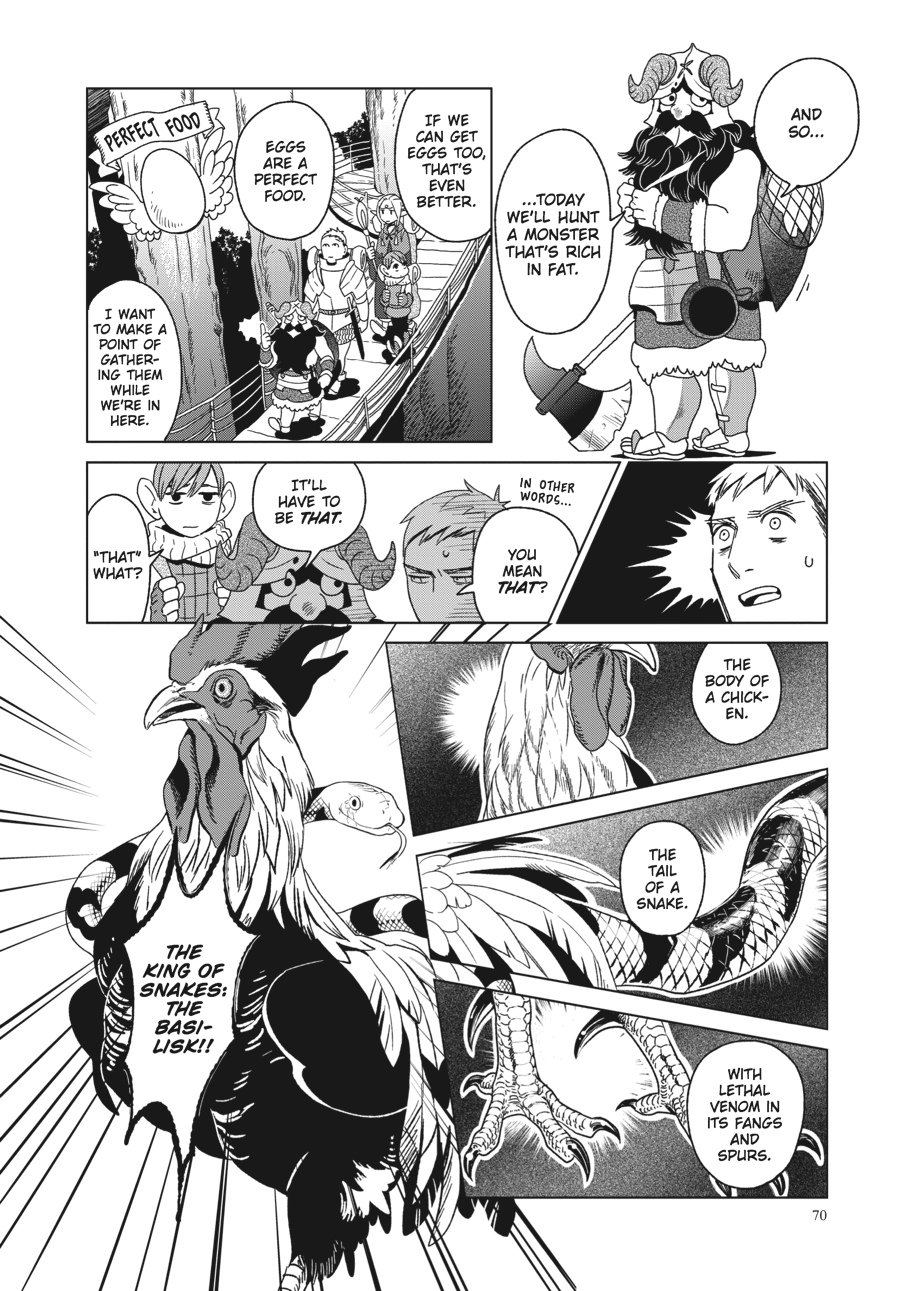 AND
SO...
...TODAY
WE'LL HUNT
A MONSTER
THAT'S RICH
IN FAT.
IF WE
CAN GET
EGGS TOO,
THAT'S
EVEN
BETTER.
EGGS
ARE A
PERFECT
FOOD.
PERFECT FOOD
I WANT
TO MAKE A
POINT OF
GATHER-
ING THEM
WHILE
WE'RE IN
HERE.
IN OTHER
WORDS...
YOU
MEAN
THAT?
IT'LL
HAVE TO
BE THAT.
"THAT"
WHAT?
THE
BODY OF
A CHICK-
EN.
THE
TAIL
OF A
SNAKE.
WITH
LETHAL
VENOM IN
ITS FANGS
AND
SPURS.
THE
KING OF
SNAKES:
THE
BASI-
LISK!!
70